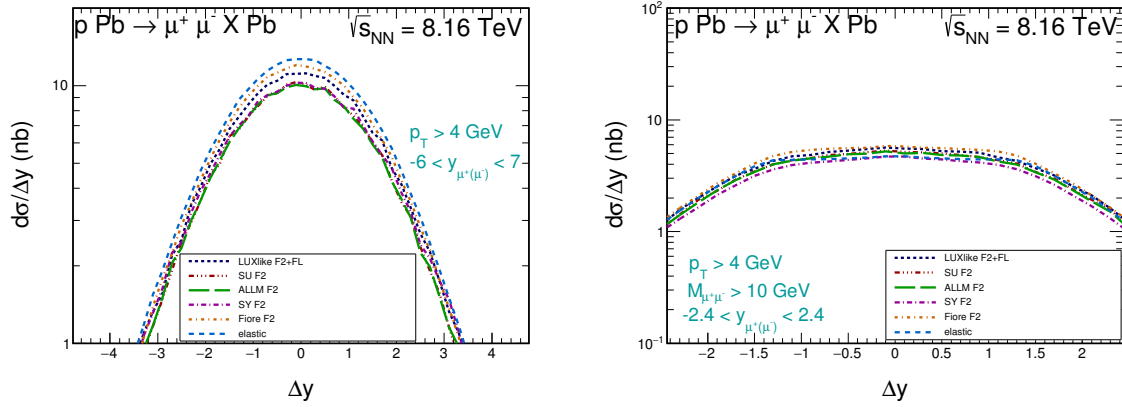 p Pb → μ⁺ μ⁻ X Pb √s_NN = 8.16 TeV
10
1
dσ/Δy (nb)
p_T > 4 GeV
-6 < y_μ⁺(μ⁻) < 7
LUXlike F2+FL
SU F2
ALLM F2
SY F2
Fiore F2
elastic
−4 −2 0 2 4
Δy
p Pb → μ⁺ μ⁻ X Pb √s_NN = 8.16 TeV
10²
10
1
10⁻¹
dσ/Δy (nb)
p_T > 4 GeV
M_μ⁺μ⁻ > 10 GeV
-2.4 < y_μ⁺(μ⁻) < 2.4
LUXlike F2+FL
SU F2
ALLM F2
SY F2
Fiore F2
elastic
−2 −1.5 −1 −0.5 0 0.5 1 1.5 2
Δy